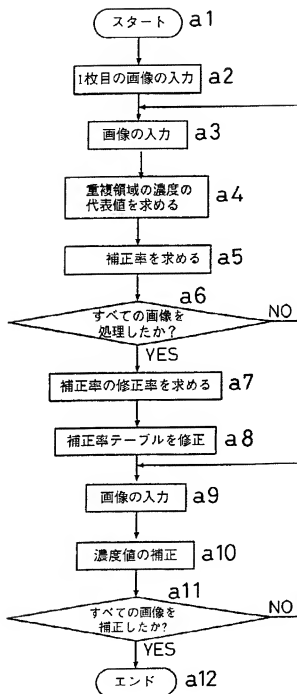 スタート a1
1枚目の画像の入力 a2
画像の入力 a3
重複領域の濃度の
代表値を求める a4
補正率を求める a5
a6
すべての画像を
処理したか?
NO
YES
補正率の修正率を求める a7
補正率テーブルを修正 a8
画像の入力 a9
濃度値の補正 a10
a11
すべての画像を
補正したか?
NO
YES
エンド a12